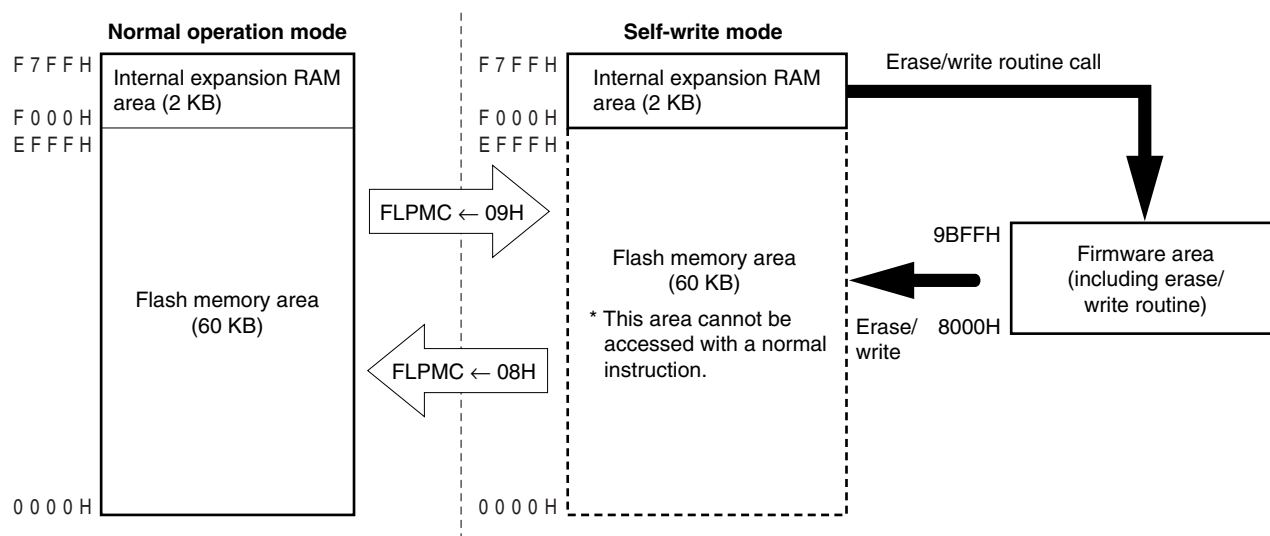 Normal operation mode
F7FFH
Internal expansion RAM
area (2 KB)
F000H
EFFFH
Flash memory area
(60 KB)
0000H
FLPMC ← 09H
FLPMC ← 08H
Self-write mode
F7FFH
Internal expansion RAM
area (2 KB)
F000H
EFFFH
Flash memory area
(60 KB)
* This area cannot be
accessed with a normal
instruction.
0000H
Erase/write routine call
9BFFH
Firmware area
(including erase/
write routine)
8000H
Erase/
write